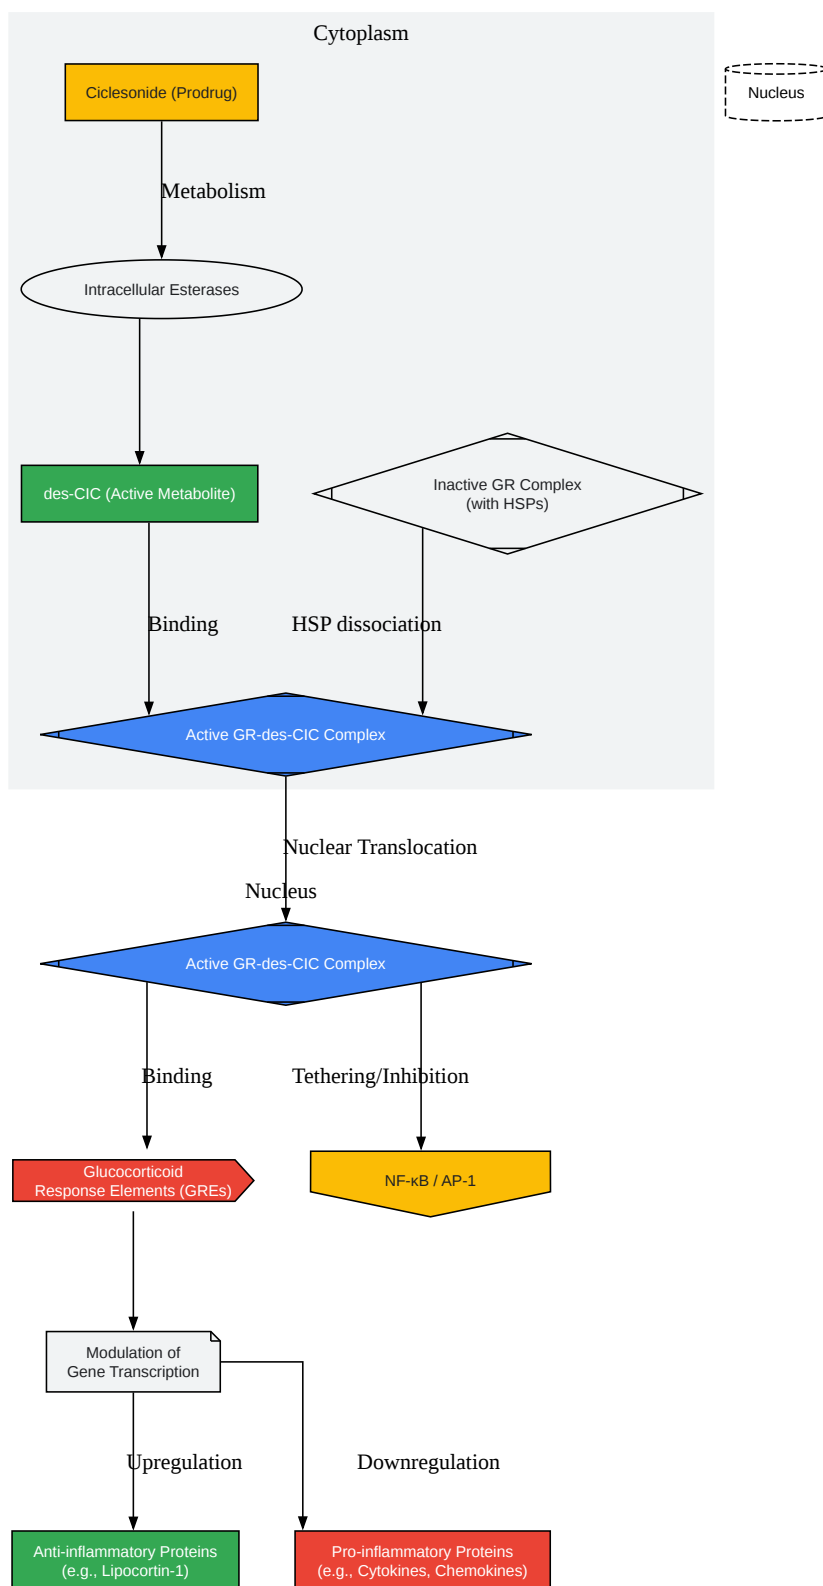 Cytoplasm
Ciclesonide (Prodrug)
Nucleus
Metabolism
Intracellular Esterases
des-CIC (Active Metabolite)
Inactive GR Complex
(with HSPs)
Binding
HSP dissociation
Active GR-des-CIC Complex
Nuclear Translocation
Nucleus
Active GR-des-CIC Complex
Binding
Tethering/Inhibition
Glucocorticoid
Response Elements (GREs)
NF-κB / AP-1
Modulation of
Gene Transcription
Upregulation
Downregulation
Anti-inflammatory Proteins
(e.g., Lipocortin-1)
Pro-inflammatory Proteins
(e.g., Cytokines, Chemokines)